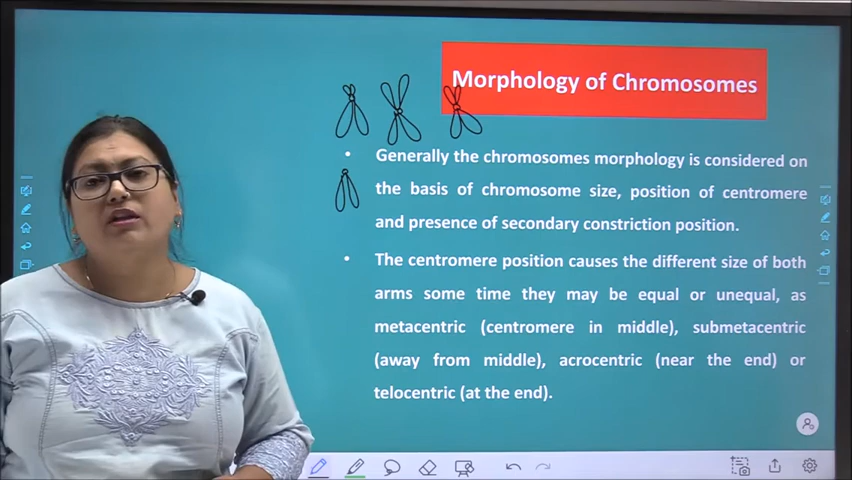 Morphology of Chromosomes
• Generally the chromosomes morphology is considered on
the basis of chromosome size, position of centromere
and presence of secondary constriction position.
• The centromere position causes the different size of both
arms some time they may be equal or unequal, as
metacentric (centromere in middle), submetacentric
(away from middle), acrocentric (near the end) or
telocentric (at the end).